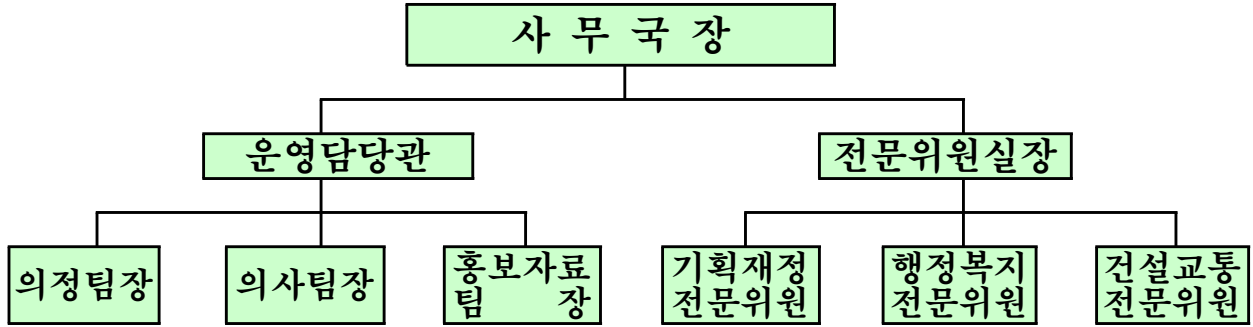 사 무 국 장
운영담당관
전문위원실장
의정팀장
의사팀장
홍보자료
팀 장
기획재정
전문위원
행정복지
전문위원
건설교통
전문위원